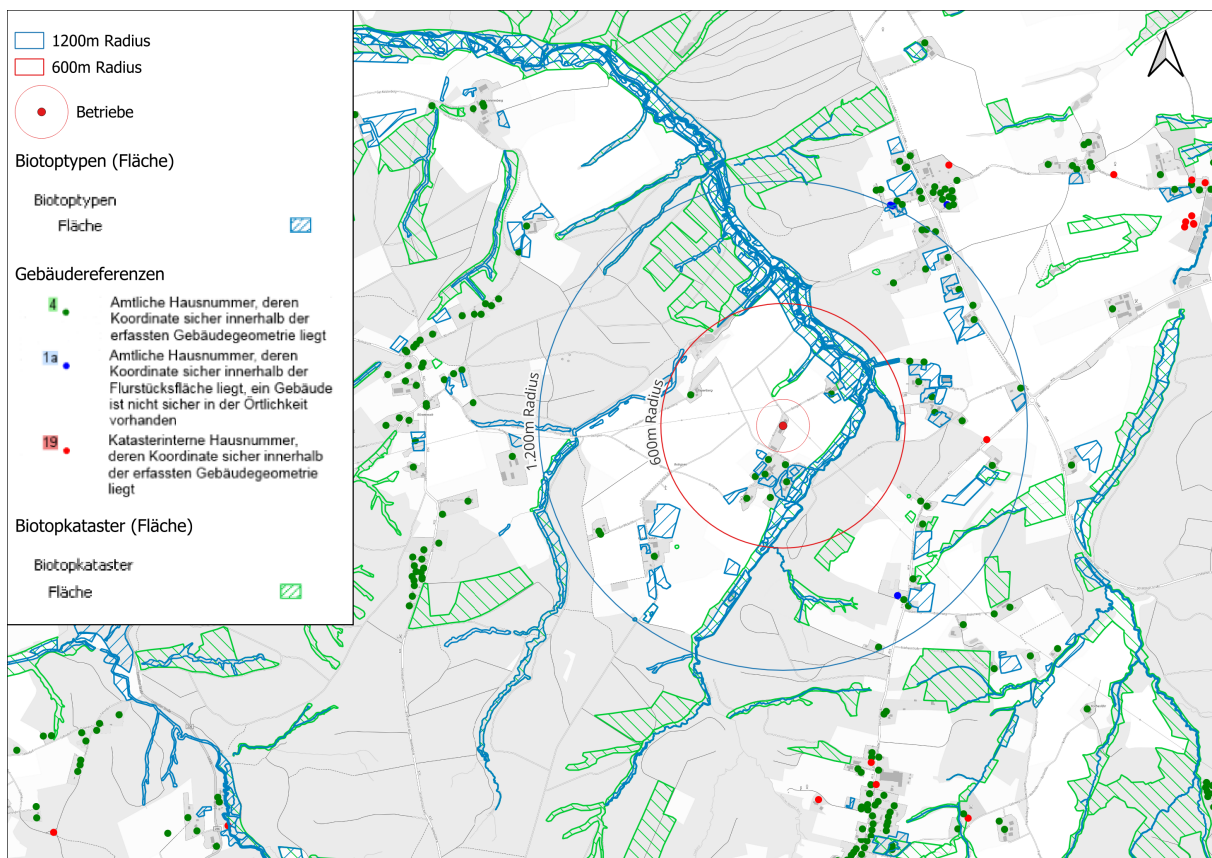 1200m Radius
600m Radius
Betriebe
Biotoptypen (Fläche)
Biotoptypen
Fläche
Gebäudereferenzen
4
Amtliche Hausnummer, deren
Koordinate sicher innerhalb der
erfassten Gebäudegeometrie liegt
1a
Amtliche Hausnummer, deren
Koordinate sicher innerhalb der
Flurstücksfläche liegt, ein Gebäude
ist nicht sicher in der Örtlichkeit
vorhanden
19
Katasterinterne Hausnummer,
deren Koordinate sicher innerhalb
der erfassten Gebäudegeometrie
liegt
Biotopkataster (Fläche)
Biotopkataster
Fläche
1.200m Radius
600m Radius